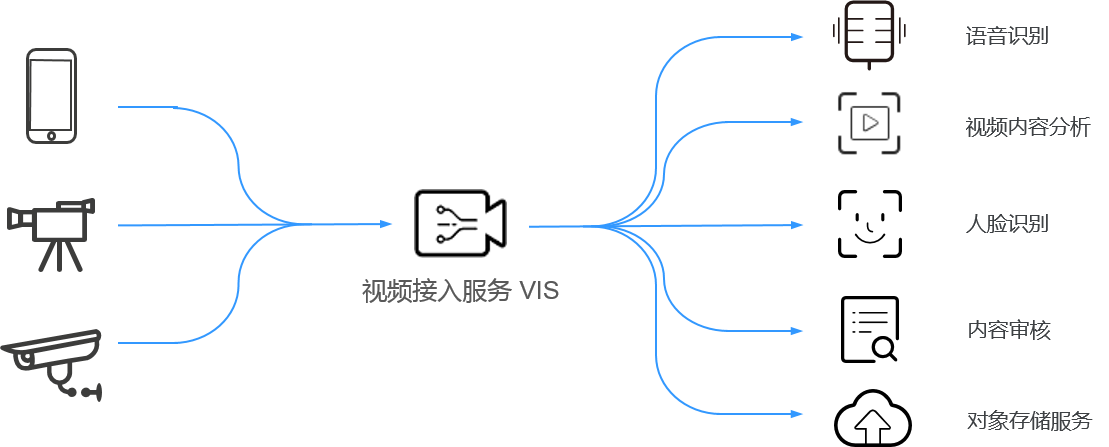 语音识别
视频内容分析
人脸识别
视频接入服务 VIS
内容审核
对象存储服务